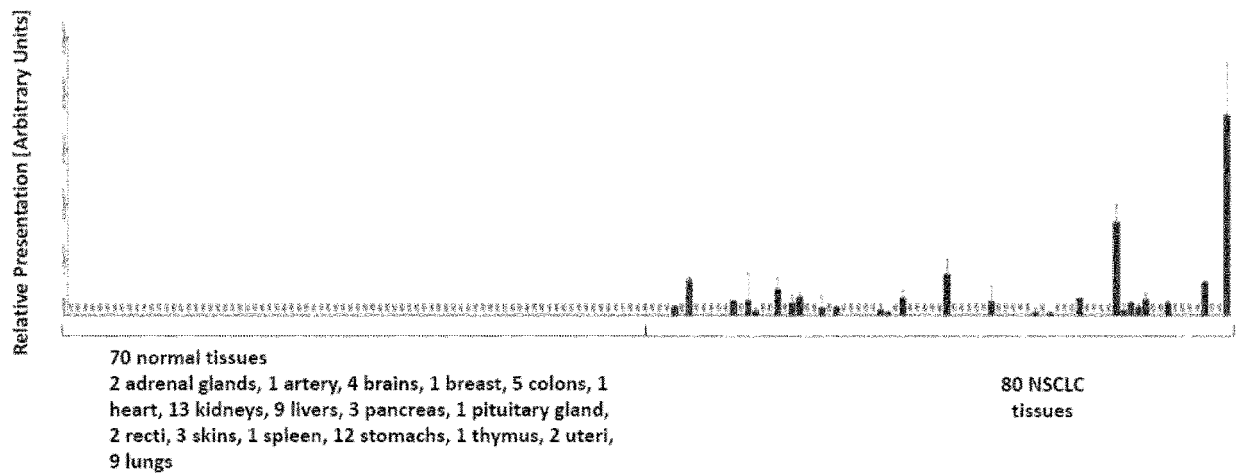 Relative Presentation [Arbitrary Units]
70 normal tissues
2 adrenal glands, 1 artery, 4 brains, 1 breast, 5 colons, 1
heart, 13 kidneys, 9 livers, 3 pancreas, 1 pituitary gland,
2 recti, 3 skins, 1 spleen, 12 stomachs, 1 thymus, 2 uteri,
9 lungs
80 NSCLC
tissues